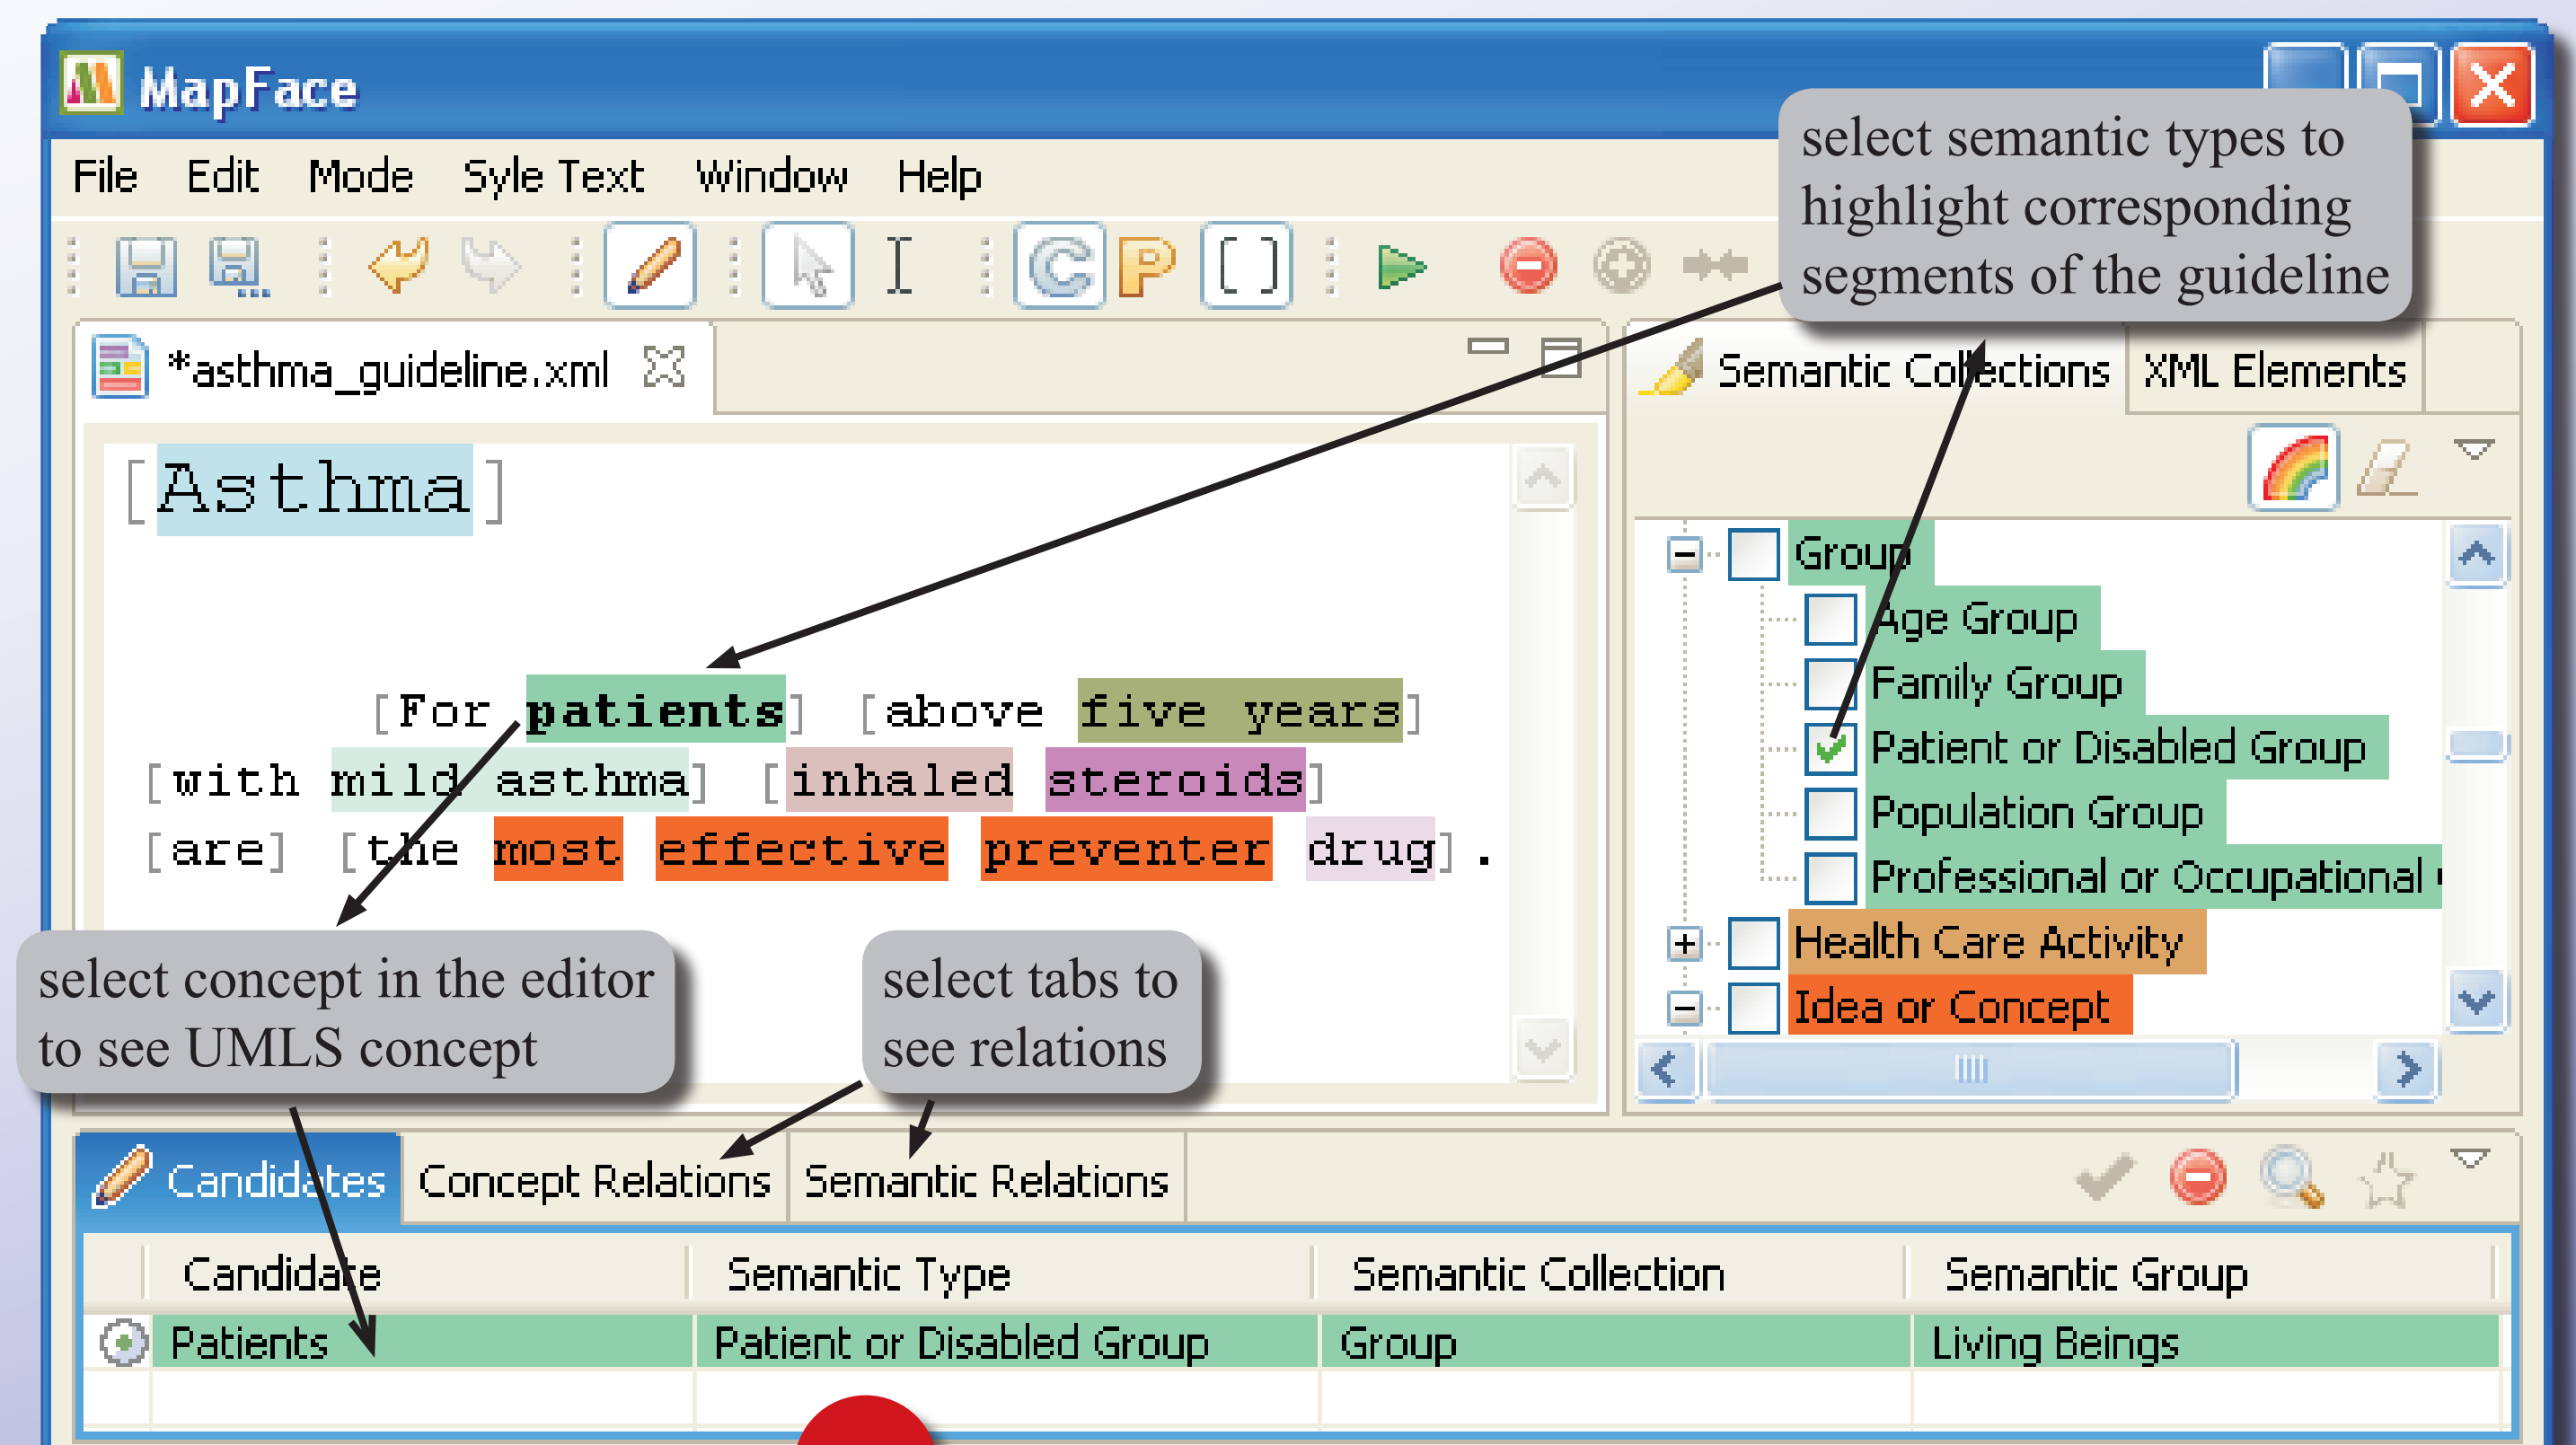 MapFace
File Edit Mode Syle Text Window Help
select semantic types to
highlight corresponding
segments of the guideline
*asthma_guideline.xml
Semantic Collections XML Elements
[Asthma]
[For patients] [above five years]
[with mild asthma] [inhaled steroids]
[are] [the most effective preventer drug].
Group
Age Group
Family Group
Patient or Disabled Group
Population Group
Professional or Occupational
Health Care Activity
Idea or Concept
select concept in the editor
to see UMLS concept
select tabs to
see relations
Candidates Concept Relations Semantic Relations
Candidate Semantic Type Semantic Collection Semantic Group
Patients Patient or Disabled Group Group Living Beings